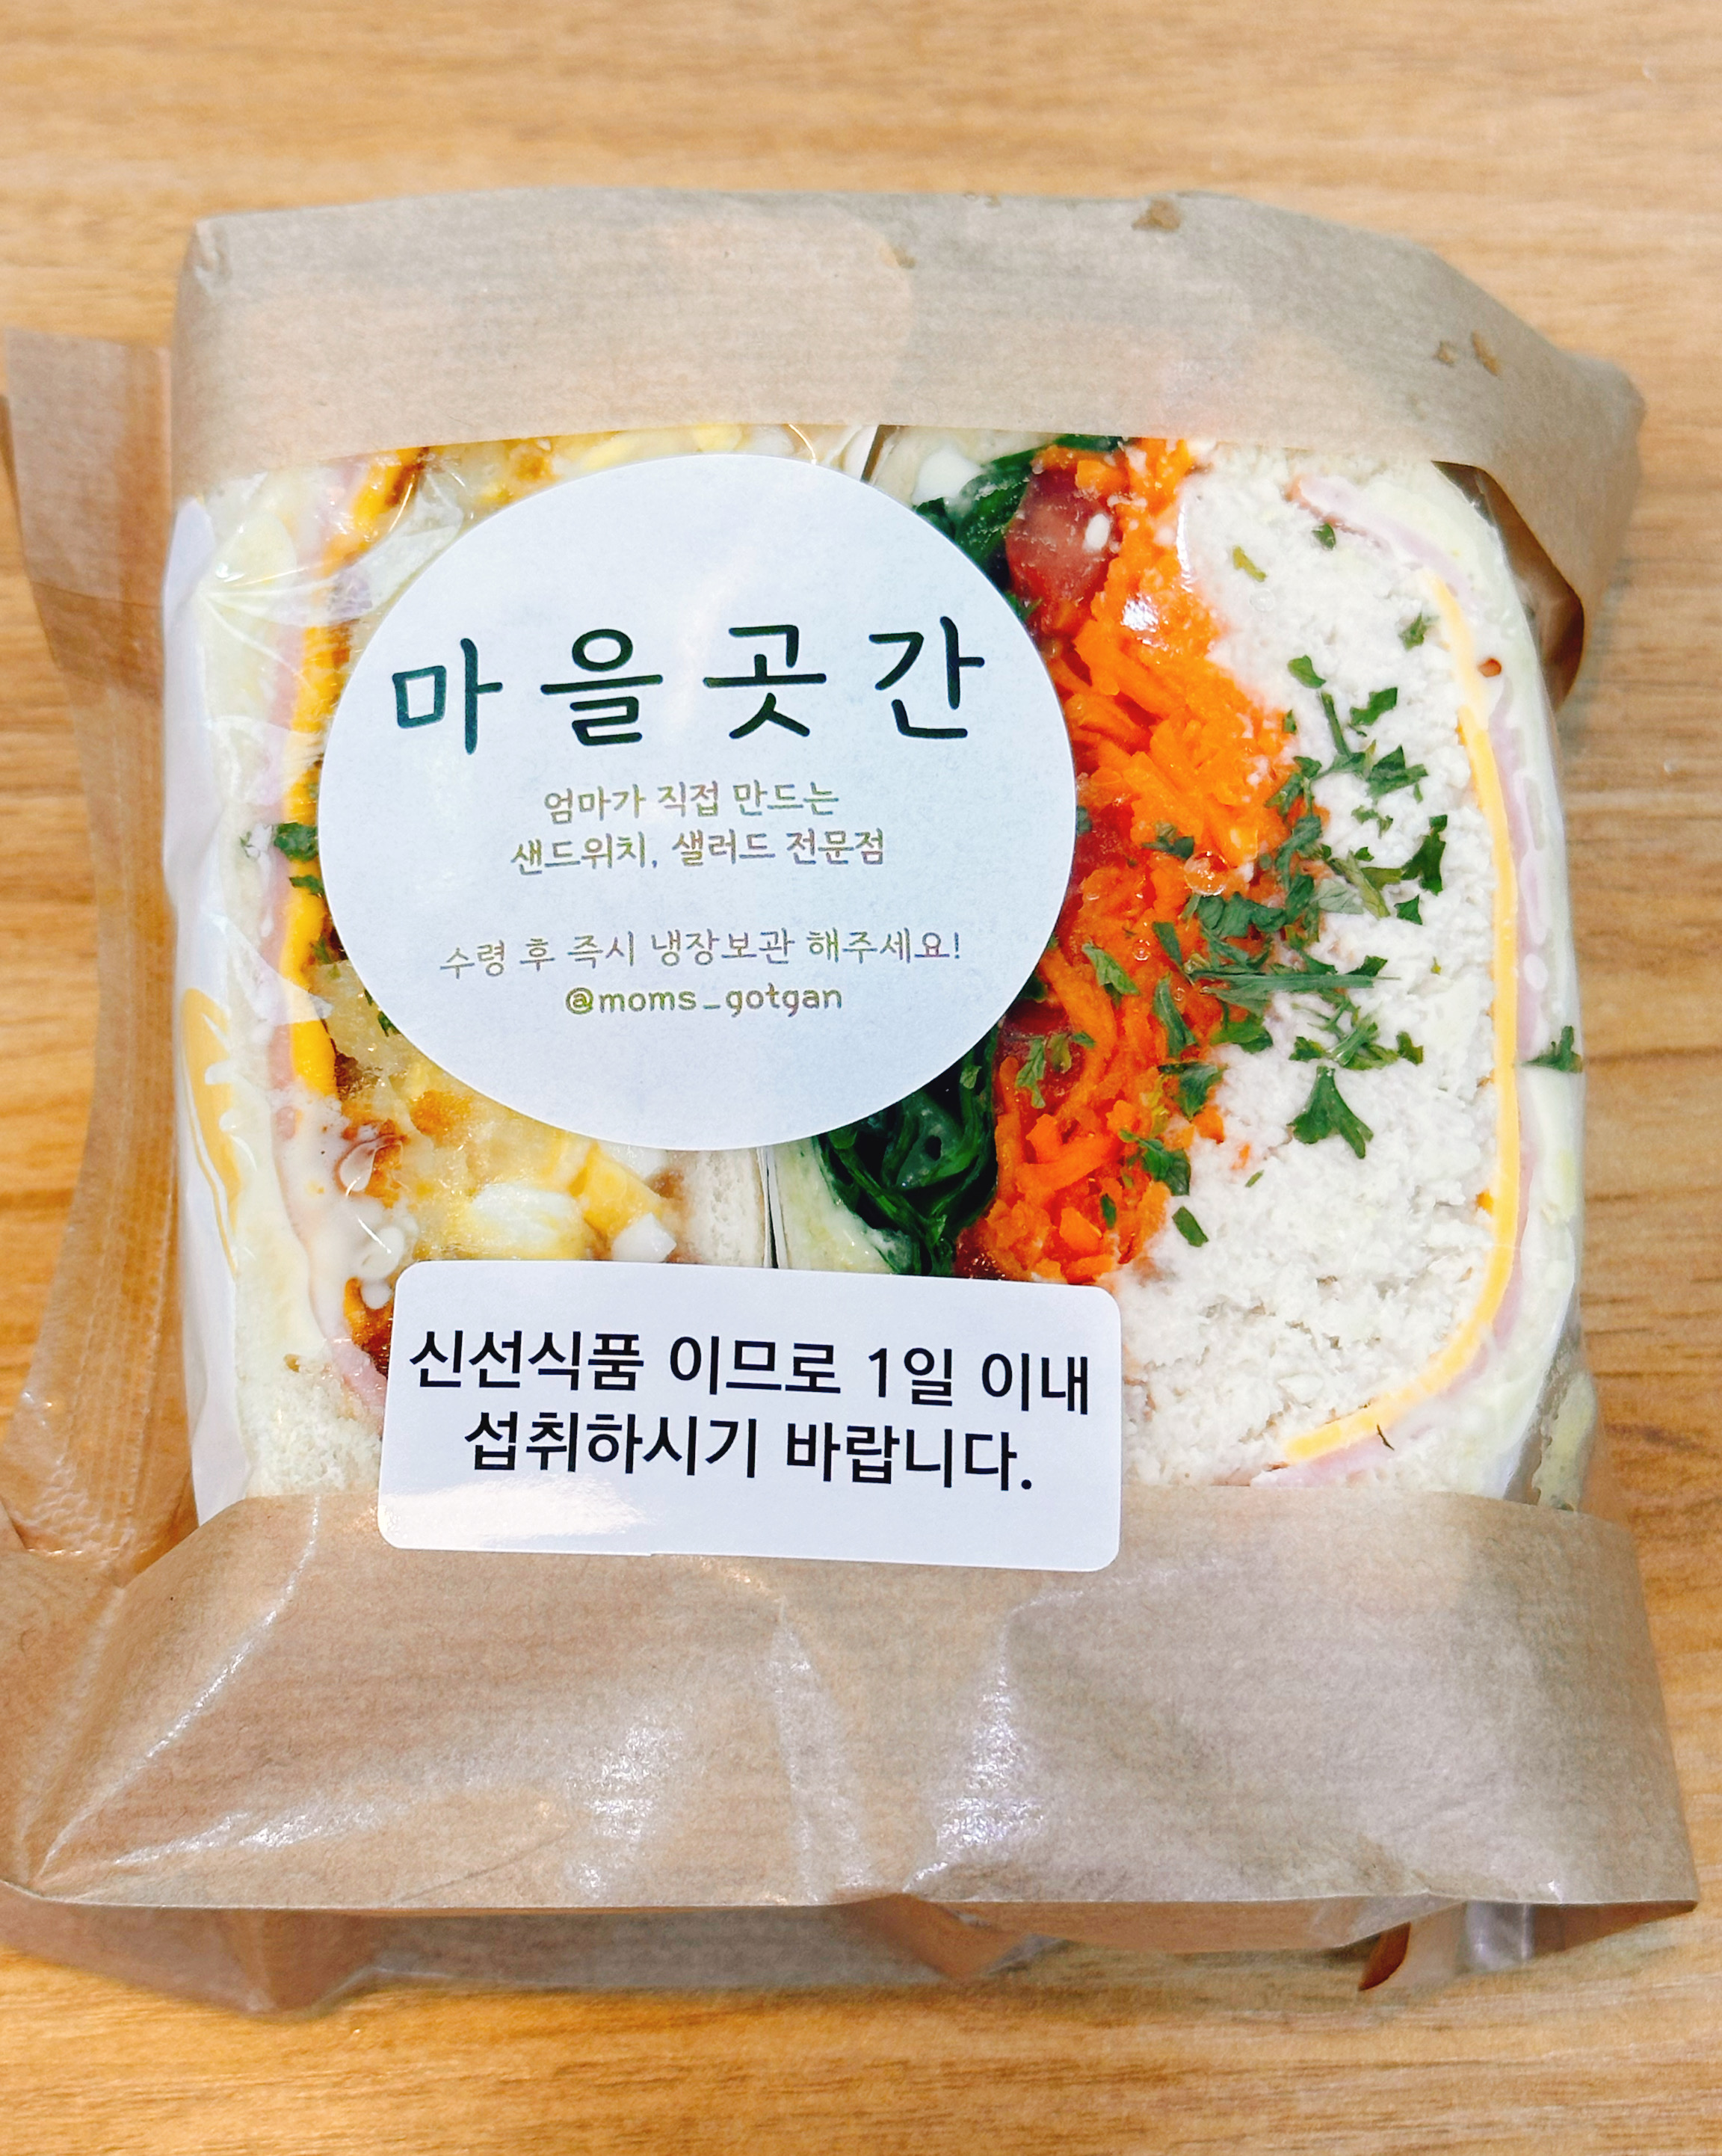 마을곳간
엄마가 직접 만드는
샌드위치, 샐러드 전문점
수령 후 즉시 냉장보관 해주세요!
@moms_gotgan
신선식품 이므로 1일 이내
섭취하시기 바랍니다.